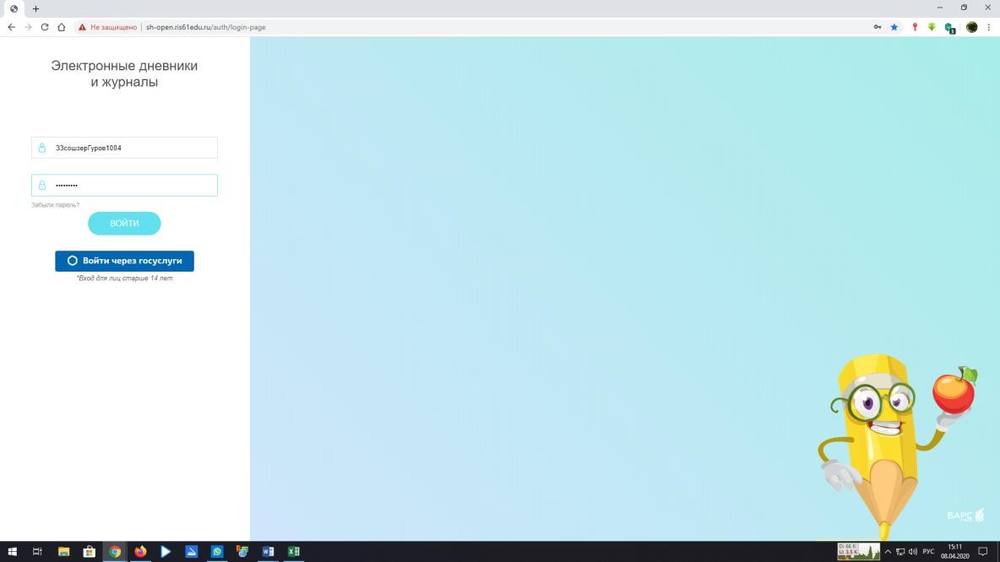 Не защищено
sh-open.ris61edu.ru/auth/login-page
Электронные дневники
и журналы
33сошзерГуров1004
•••••••••
Забыли пароль?
ВОЙТИ
Войти через госуслуги
*Вход для лиц старше 14 лет
БАРС
3
D: 66 K
U: 1.5 K
РУС
15:11
08.04.2020